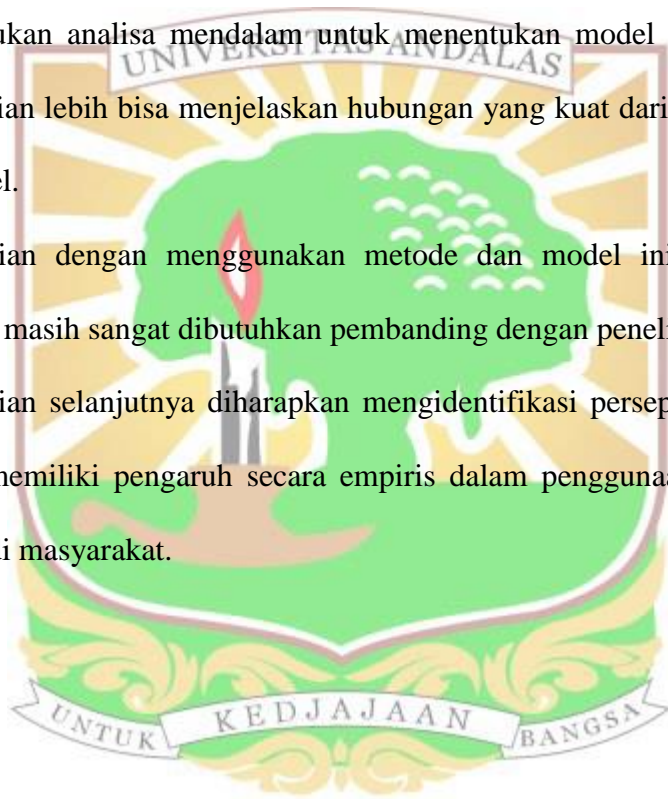 ukan analisa mendalam untuk menentukan model
UNIVERSITAS ANDALAS
ian lebih bisa menjelaskan hubungan yang kuat dari
el.
ian dengan menggunakan metode dan model ini
masih sangat dibutuhkan pembanding dengan penel
ian selanjutnya diharapkan mengidentifikasi persep
memiliki pengaruh secara empiris dalam pengguna
di masyarakat.
UNTUK KEDJAJAAN BANGSA